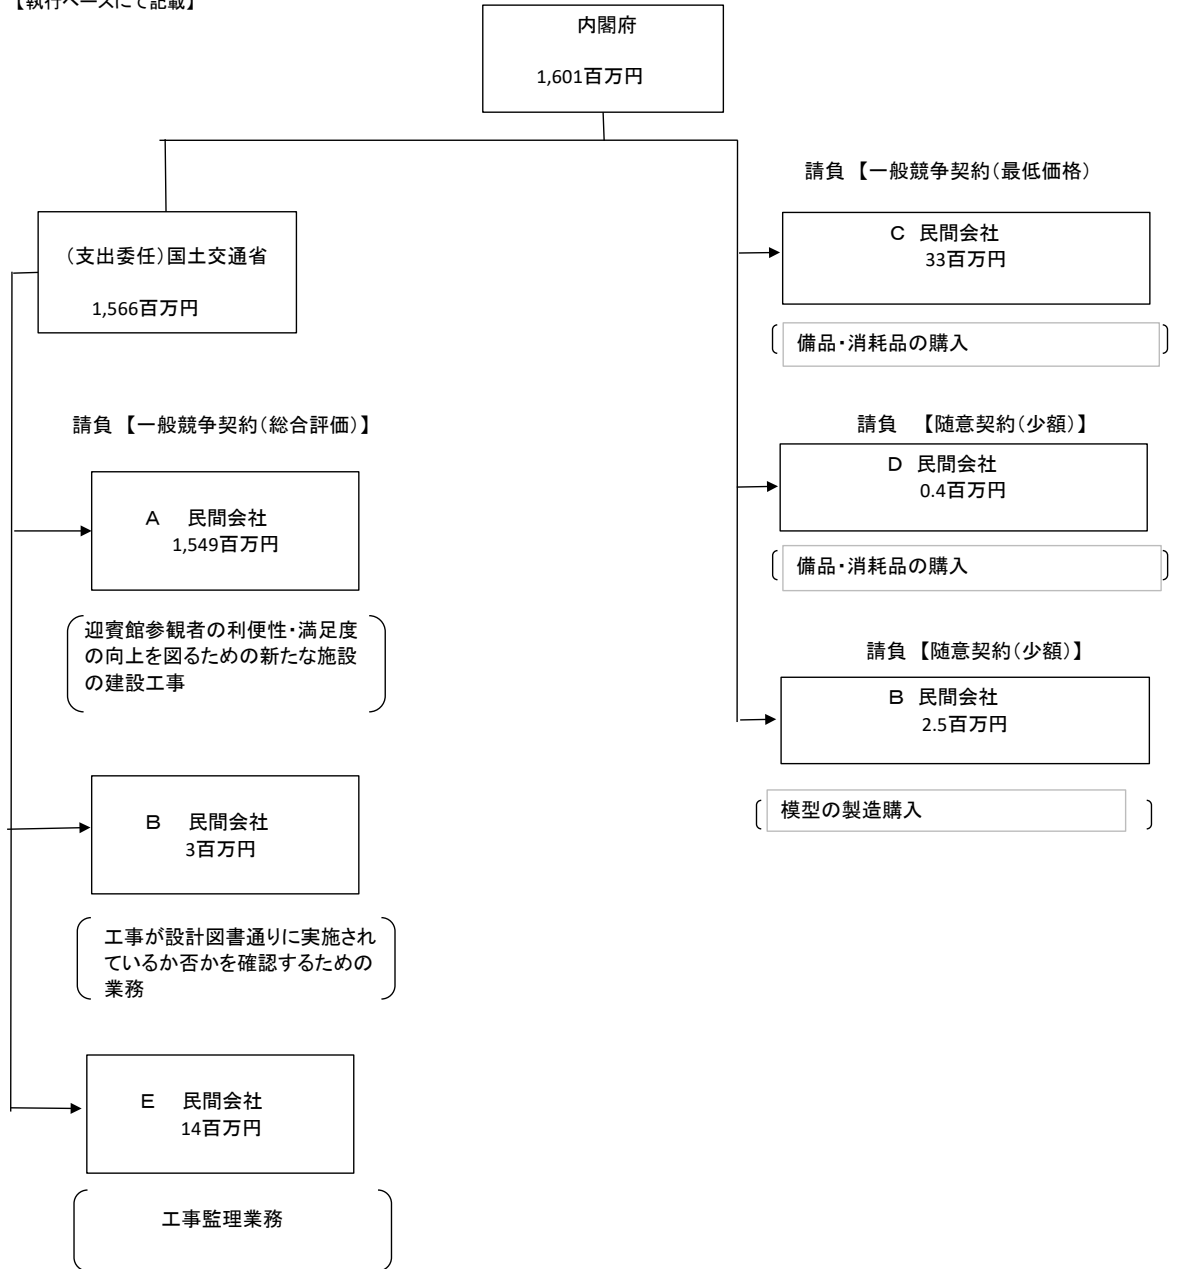 【執行ベースにて記載】
内閣府
1,601百万円
(支出委任)国土交通省
1,566百万円
請負 【一般競争契約(総合評価)】
A 民間会社
1,549百万円
迎賓館参観者の利便性・満足度
の向上を図るための新たな施設
の建設工事
B 民間会社
3百万円
工事が設計図書通りに実施され
ているか否かを確認するための
業務
E 民間会社
14百万円
工事監理業務
請負 【一般競争契約(最低価格)
C 民間会社
33百万円
備品・消耗品の購入
請負 【随意契約(少額)】
D 民間会社
0.4百万円
備品・消耗品の購入
請負 【随意契約(少額)】
B 民間会社
2.5百万円
模型の製造購入